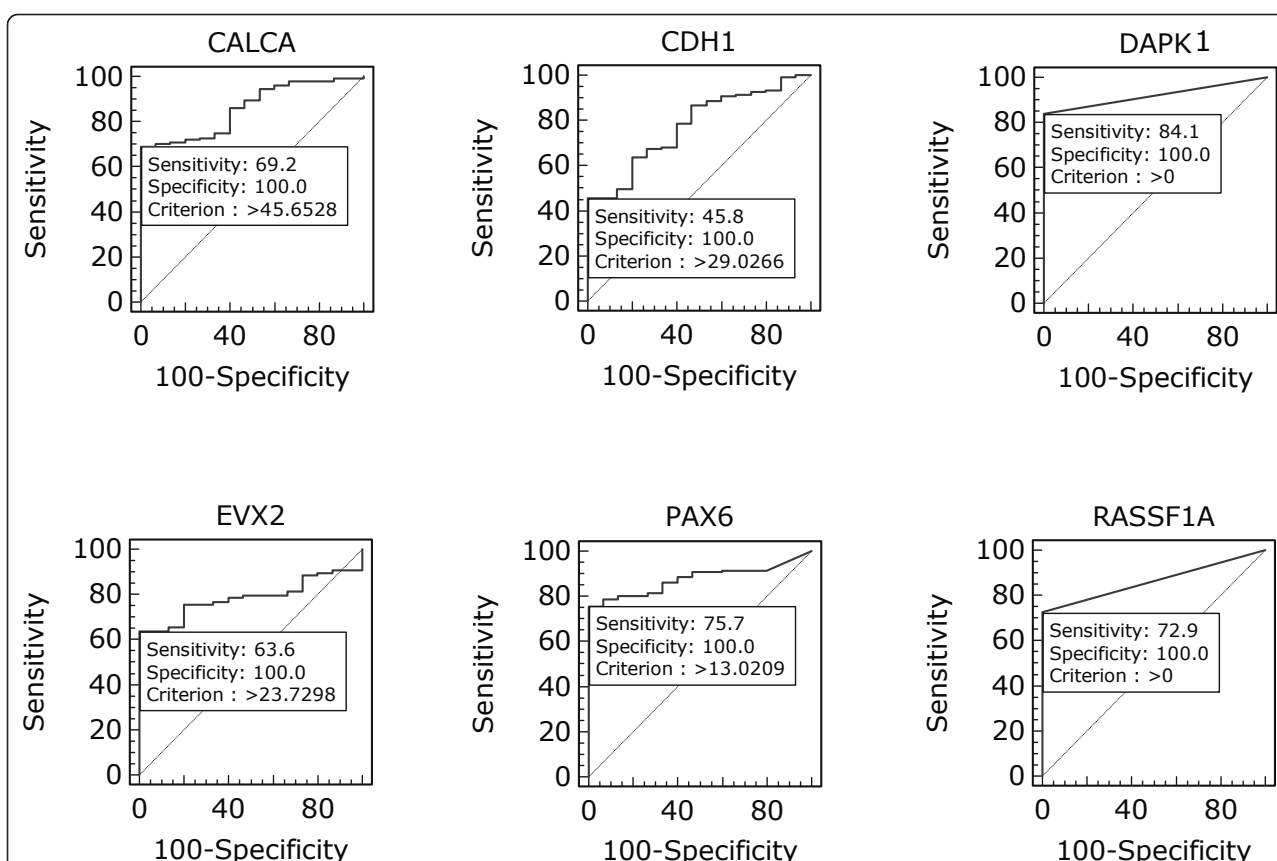 CALCA
100
80
60
40
20
0
Sensitivity
Sensitivity: 69.2
Specificity: 100.0
Criterion : >45.6528
0 40 80
100-Specificity
CDH1
100
80
60
40
20
0
Sensitivity
Sensitivity: 45.8
Specificity: 100.0
Criterion : >29.0266
0 40 80
100-Specificity
DAPK1
100
80
60
40
20
0
Sensitivity
Sensitivity: 84.1
Specificity: 100.0
Criterion : >0
0 40 80
100-Specificity
EVX2
100
80
60
40
20
0
Sensitivity
Sensitivity: 63.6
Specificity: 100.0
Criterion : >23.7298
0 40 80
100-Specificity
PAX6
100
80
60
40
20
0
Sensitivity
Sensitivity: 75.7
Specificity: 100.0
Criterion : >13.0209
0 40 80
100-Specificity
RASSF1A
100
80
60
40
20
0
Sensitivity
Sensitivity: 72.9
Specificity: 100.0
Criterion : >0
0 40 80
100-Specificity